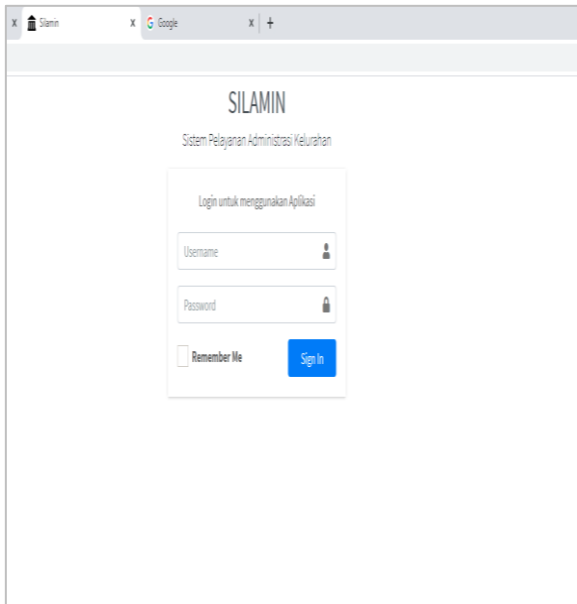 Silamin
Google
SILAMIN
Sistem Pelayanan Administrasi Kelurahan
Login untuk menggunakan Aplikasi
Username
Password
Remember Me
Sign In